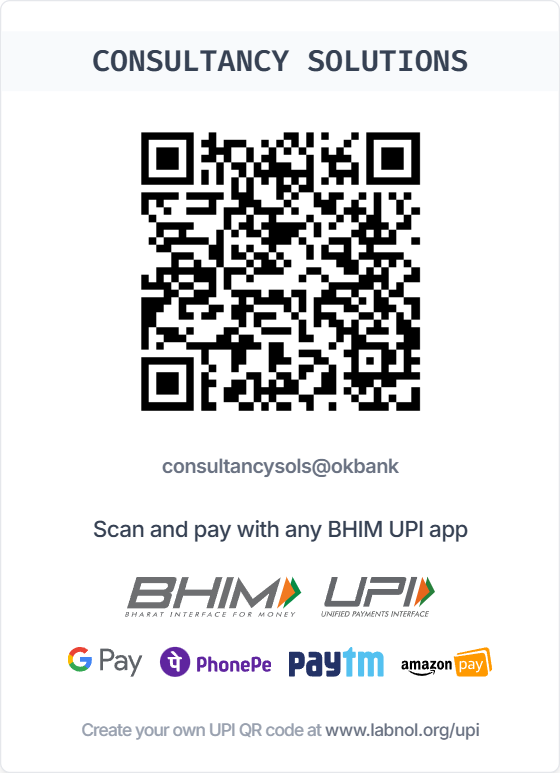 CONSULTANCY SOLUTIONS
consultancysols@okbank
Scan and pay with any BHIM UPI app
BHIM
BHARAT INTERFACE FOR MONEY
UPI
UNIFIED PAYMENTS INTERFACE
G Pay
पे PhonePe
paytm
amazon pay
Create your own UPI QR code at www.labnol.org/upi